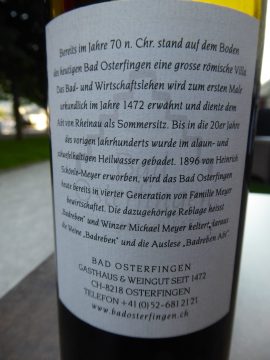 Bereits im Jahre 70 n. Chr. stand auf dem Boden
des heutigen Bad Osterfingen eine grosse römische Villa.
Das Bad- und Wirtschaftslehen wird zum ersten Male
urkundlich im Jahre 1472 erwähnt und diente dem
Abt von Rheinau als Sommersitz. Bis in die 20er Jahre
des vorigen Jahrhunderts wurde im alaun- und
schwefelhaltigen Heilwasser gebadet. 1896 von Heinrich
Schönle-Meyer erworben, wird das Bad Osterfingen
heute bereits in vierter Generation von Familie Meyer
bewirtschaftet. Die dazugehörige Reblage heisst
„Badreben" und Winzer Michael Meyer keltert daraus
die Weine „Badreben" und die Auslese „Badreben
BAD OSTERFINGEN
GASTHAUS & WEINGUT SEIT 1472
CH-8218 OSTERFINGEN
TELEFON +41 (0) 52-681 21 21
www.badosterfingen.ch